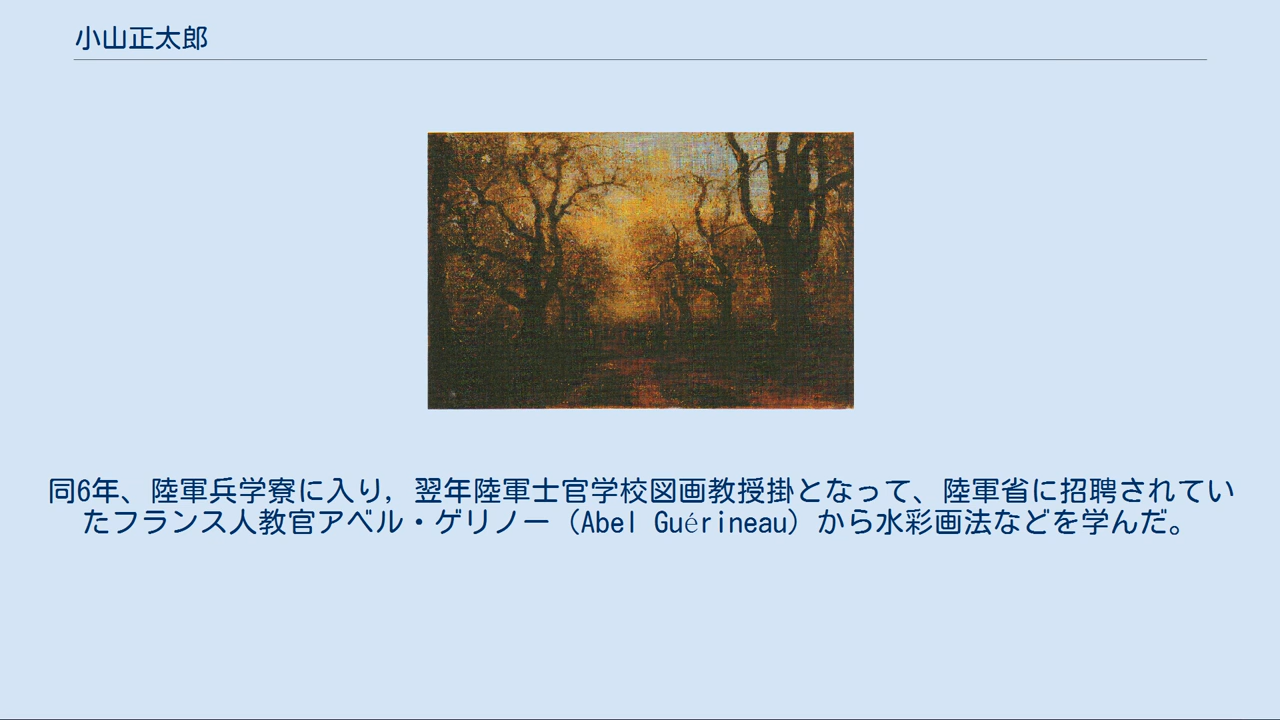 小山正太郎
同6年、陸軍兵学寮に入り，翌年陸軍士官学校図画教授掛となって、陸軍省に招聘されてい
たフランス人教官アベル・ゲリノー（Abel Guérineau）から水彩画法などを学んだ。